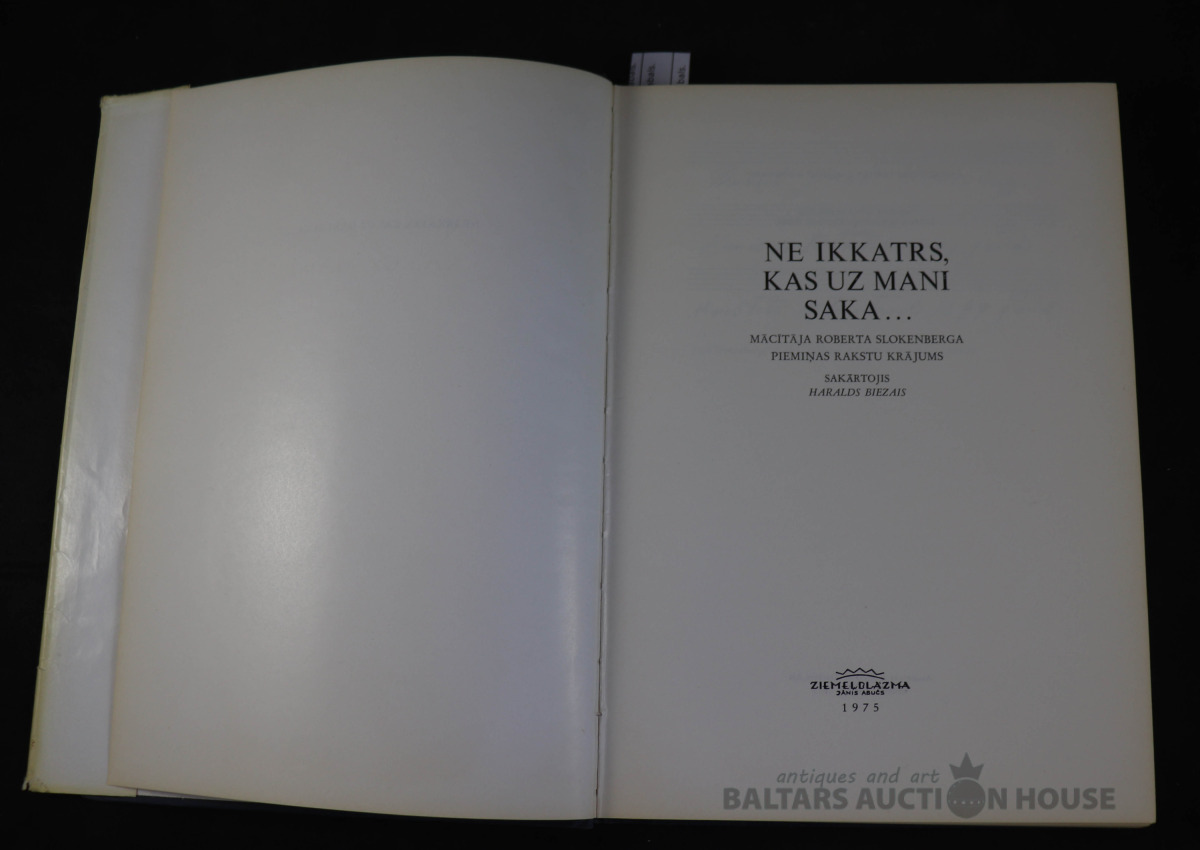 NE IKKATRS,
KAS UZ MANI
SAKA...
MĀCĪTĀJA ROBERTA SLOKENBERGA
PIEMIŅAS RAKSTU KRĀJUMS
SAKĀRTOJIS
HARALDS BIEZAIS
ZIEMEĻBLĀZMA
JĀNIS ABUČS
1975
antiques and art
BALTARS AUCTION HOUSE